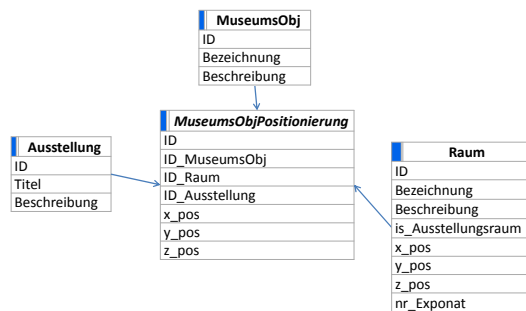 MuseumsObj
ID
Bezeichnung
Beschreibung
MuseumsObjPositionierung
ID
ID_MuseumsObj
ID_Raum
ID_Ausstellung
x_pos
y_pos
z_pos
Ausstellung
ID
Titel
Beschreibung
Raum
ID
Bezeichnung
Beschreibung
is_Ausstellungsraum
x_pos
y_pos
z_pos
nr_Exponat